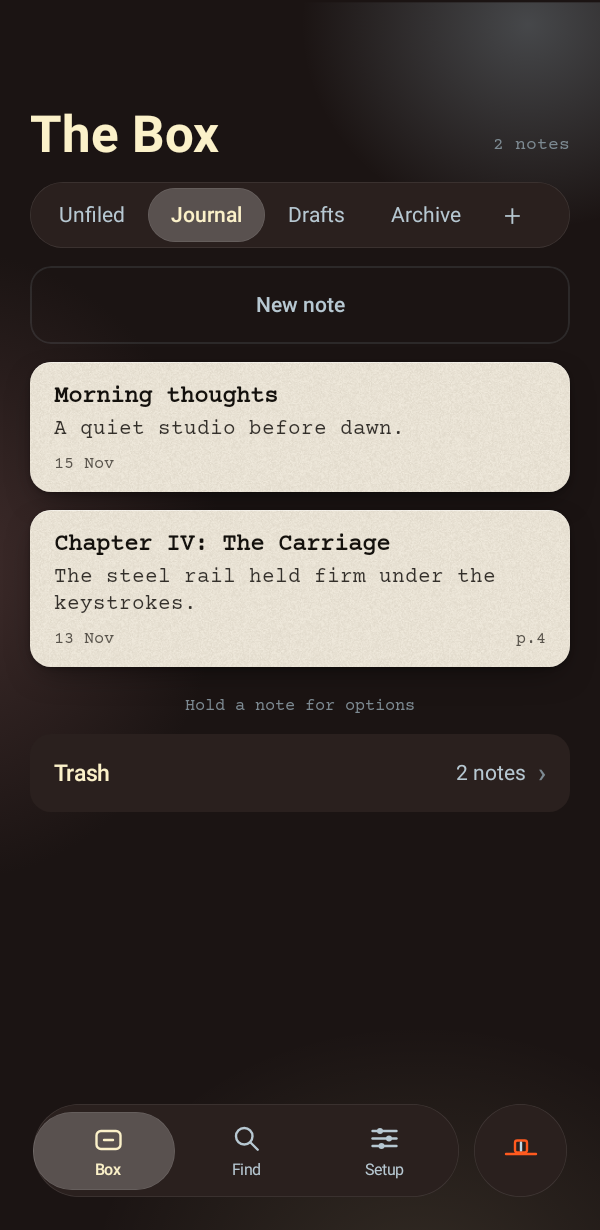 The Box
2 notes
Unfiled Journal Drafts Archive +
New note
Morning thoughts
A quiet studio before dawn.
15 Nov
Chapter IV: The Carriage
The steel rail held firm under the
keystrokes.
13 Nov p.4
Hold a note for options
Trash 2 notes ›
Box Find Setup